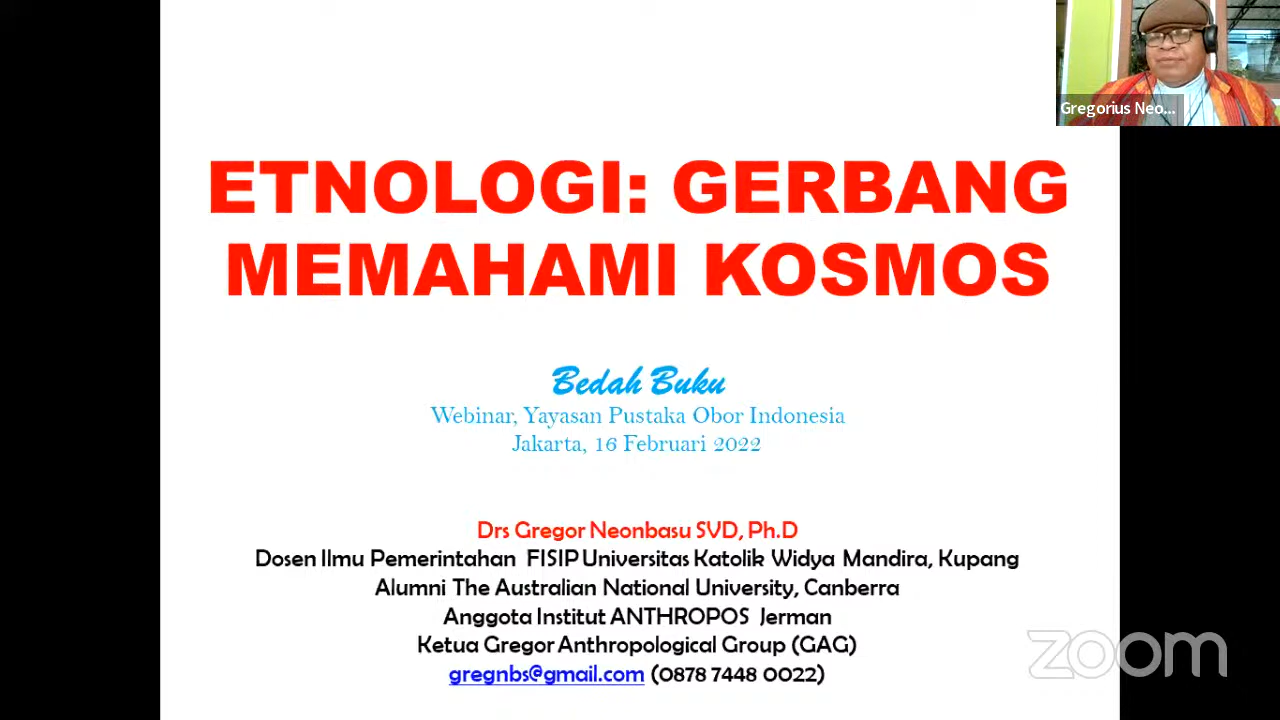 Gregorius Neo...
ETNOLOGI: GERBANG
MEMAHAMI KOSMOS
Bedah Buku
Webinar, Yayasan Pustaka Obor Indonesia
Jakarta, 16 Februari 2022
Drs Gregor Neonbasu SVD, Ph.D
Dosen Ilmu Pemerintahan FISIP Universitas Katolik Widya Mandira, Kupang
Alumni The Australian National University, Canberra
Anggota Institut ANTHROPOS Jerman
Ketua Gregor Anthropological Group (GAG)
gregnbs@gmail.com (0878 7448 0022)
zoom